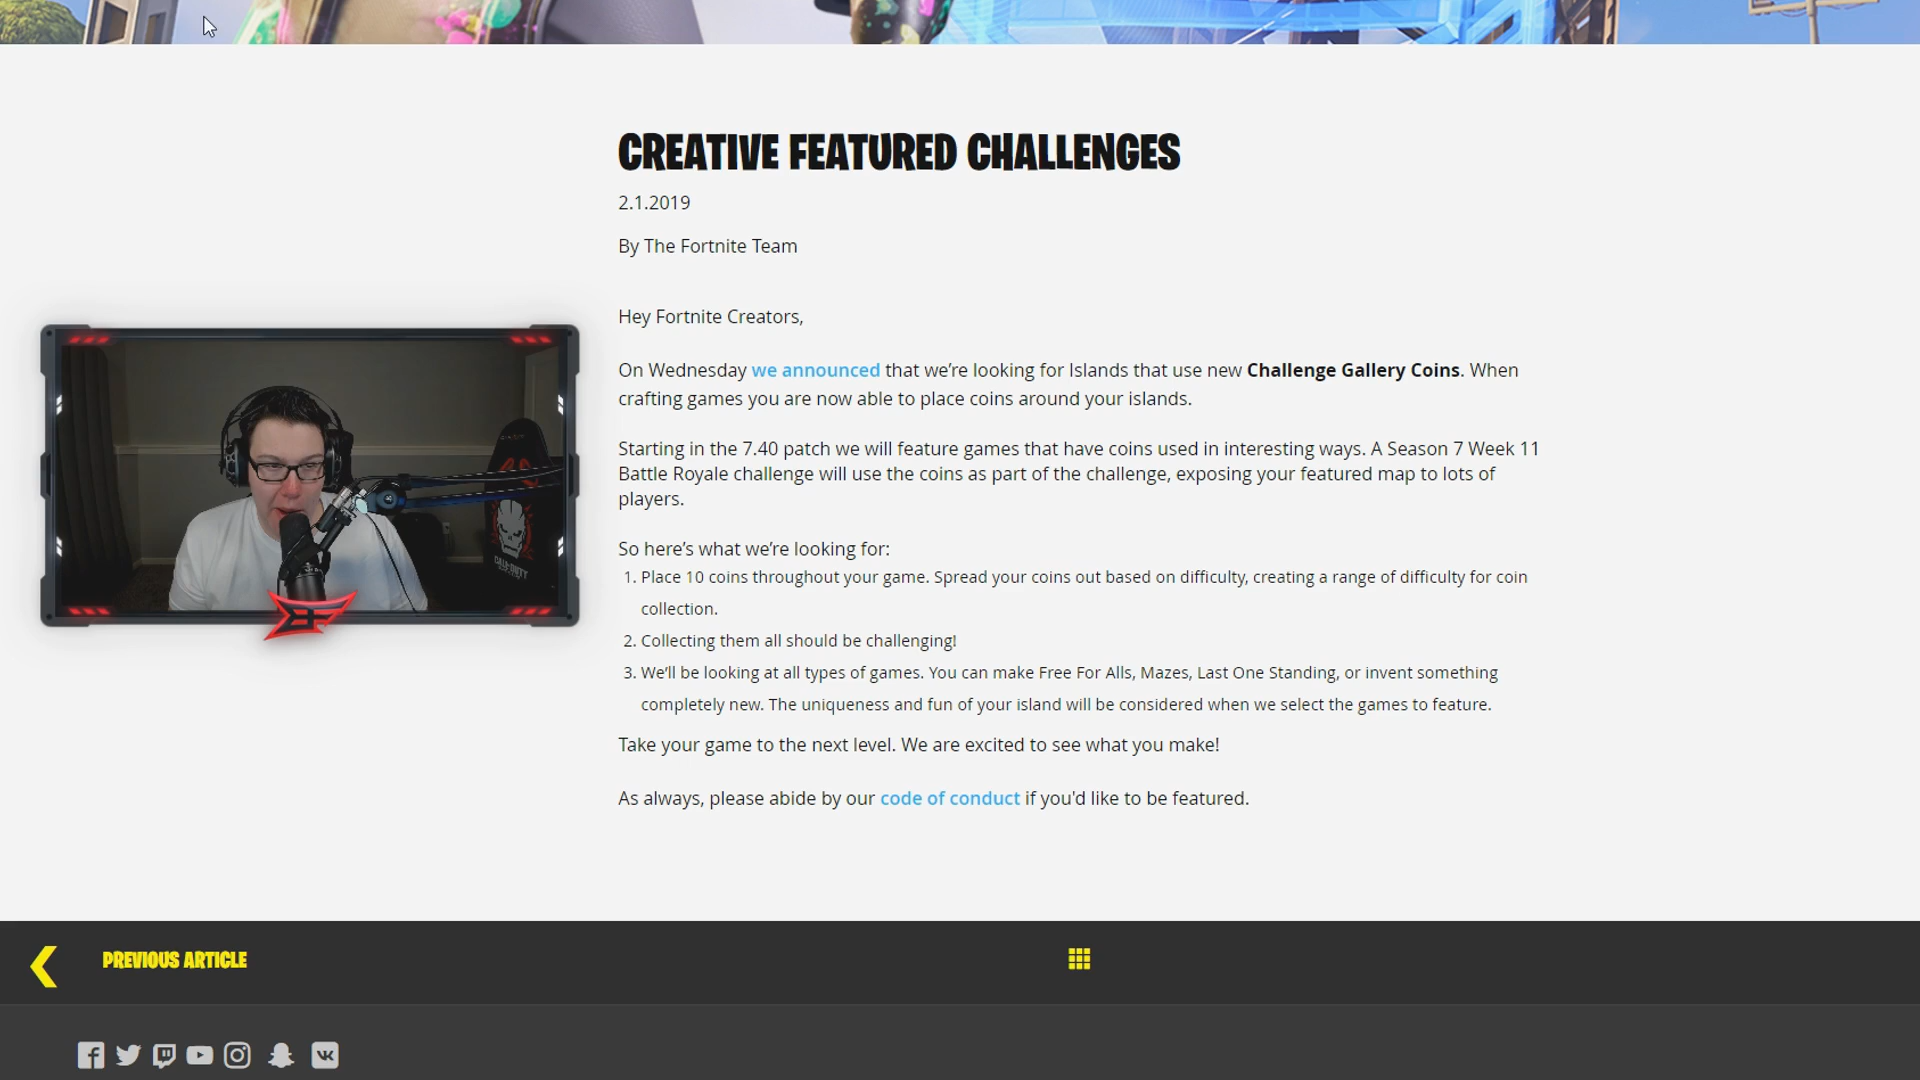 CREATIVE FEATURED CHALLENGES
2.1.2019
By The Fortnite Team
Hey Fortnite Creators,
On Wednesday we announced that we’re looking for Islands that use new Challenge Gallery Coins. When
crafting games you are now able to place coins around your islands.
Starting in the 7.40 patch we will feature games that have coins used in interesting ways. A Season 7 Week 11
Battle Royale challenge will use the coins as part of the challenge, exposing your featured map to lots of
players.
So here’s what we’re looking for:
1. Place 10 coins throughout your game. Spread your coins out based on difficulty, creating a range of difficulty for coin
collection.
2. Collecting them all should be challenging!
3. We’ll be looking at all types of games. You can make Free For Alls, Mazes, Last One Standing, or invent something
completely new. The uniqueness and fun of your island will be considered when we select the games to feature.
Take your game to the next level. We are excited to see what you make!
As always, please abide by our code of conduct if you'd like to be featured.
CALL OF DUTY
PREVIOUS ARTICLE